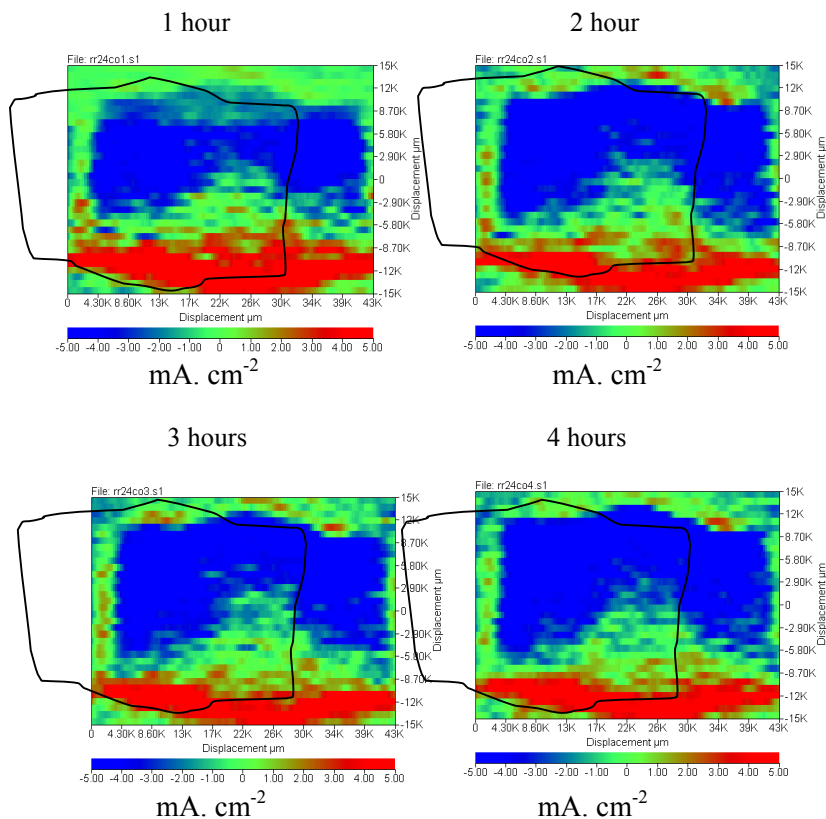 1 hour
2 hour
File: rr24co1.s1
File: rr24co2.s1
15K
12K
8.70K
5.80K
2.90K
0
-2.90K
-5.80K
-8.70K
-12K
-15K
Displacement µm
15K
12K
8.70K
5.80K
2.90K
0
-2.90K
-5.80K
-8.70K
-12K
-15K
Displacement µm
0 4.30K 8.60K 13K 17K 22K 26K 30K 34K 39K 43K
Displacement µm
0 4.30K 8.60K 13K 17K 22K 26K 30K 34K 39K 43K
Displacement µm
-5.00 -4.00 -3.00 -2.00 -1.00 0 1.00 2.00 3.00 4.00 5.00
mA. cm-2
-5.00 -4.00 -3.00 -2.00 -1.00 0 1.00 2.00 3.00 4.00 5.00
mA. cm-2
3 hours
4 hours
File: rr24co3.s1
File: rr24co4.s1
15K
12K
8.70K
5.80K
2.90K
0
-2.90K
-5.80K
-8.70K
-12K
-15K
Displacement µm
15K
12K
8.70K
5.80K
2.90K
0
-2.90K
-5.80K
-8.70K
-12K
-15K
Displacement µm
0 4.30K 8.60K 13K 17K 22K 26K 30K 34K 39K 43K
Displacement µm
0 4.30K 8.60K 13K 17K 22K 26K 30K 34K 39K 43K
Displacement µm
-5.00 -4.00 -3.00 -2.00 -1.00 0 1.00 2.00 3.00 4.00 5.00
mA. cm-2
-5.00 -4.00 -3.00 -2.00 -1.00 0 1.00 2.00 3.00 4.00 5.00
mA. cm-2